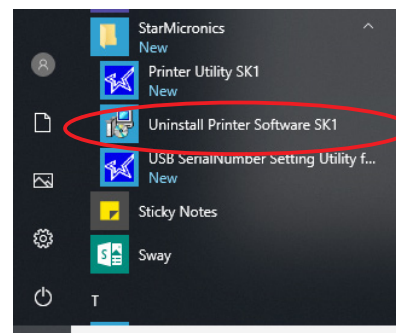 StarMicronics
New
Printer Utility SK1
New
Uninstall Printer Software SK1
USB SerialNumber Setting Utility f...
New
Sticky Notes
S
Sway
T